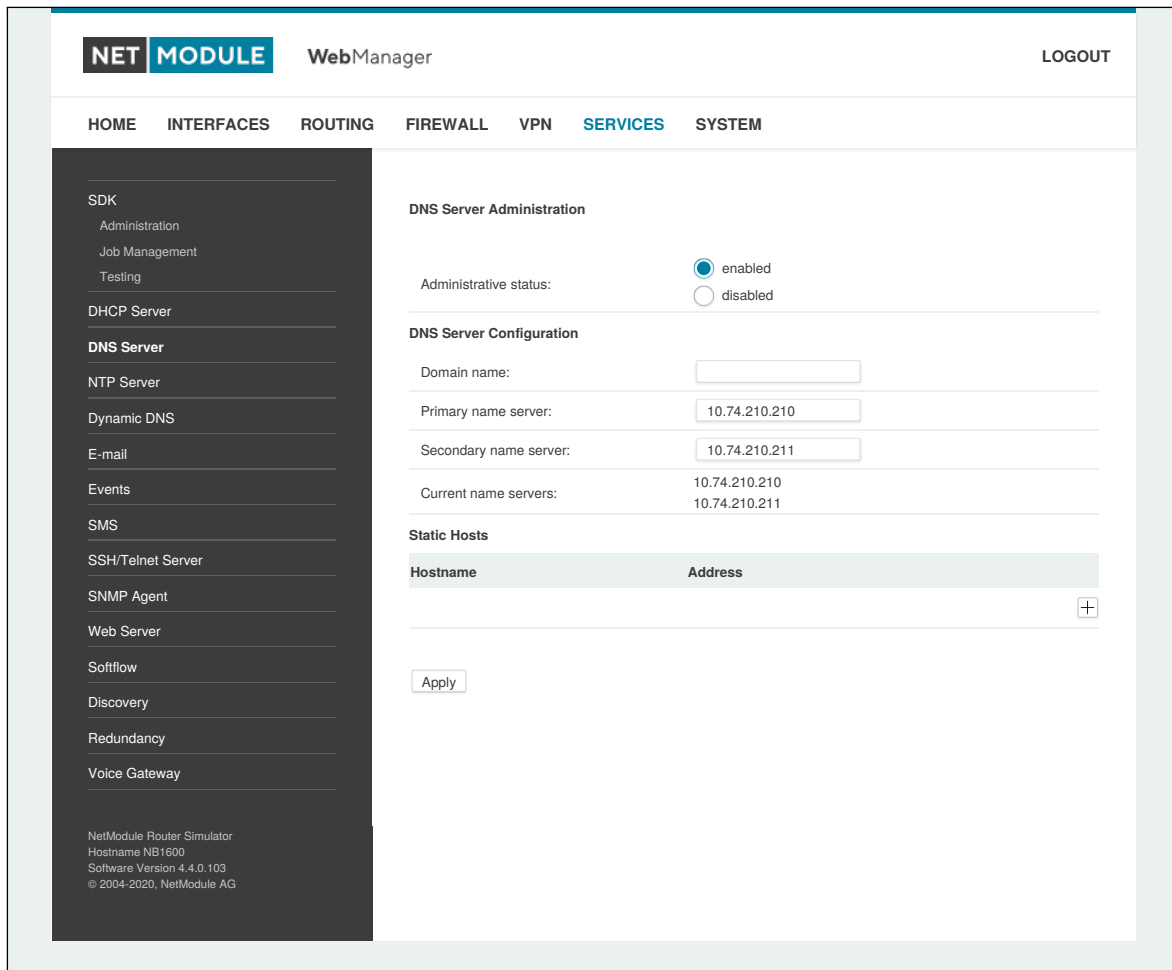 NET MODULE WebManager LOGOUT
HOME INTERFACES ROUTING FIREWALL VPN SERVICES SYSTEM
SDK
Administration
Job Management
Testing
DHCP Server
DNS Server
NTP Server
Dynamic DNS
E-mail
Events
SMS
SSH/Telnet Server
SNMP Agent
Web Server
Softflow
Discovery
Redundancy
Voice Gateway
NetModule Router Simulator
Hostname NB1600
Software Version 4.4.0.103
© 2004-2020, NetModule AG
DNS Server Administration
Administrative status:
enabled
disabled
DNS Server Configuration
Domain name:
Primary name server: 10.74.210.210
Secondary name server: 10.74.210.211
Current name servers:
10.74.210.210
10.74.210.211
Static Hosts
Hostname Address
Apply